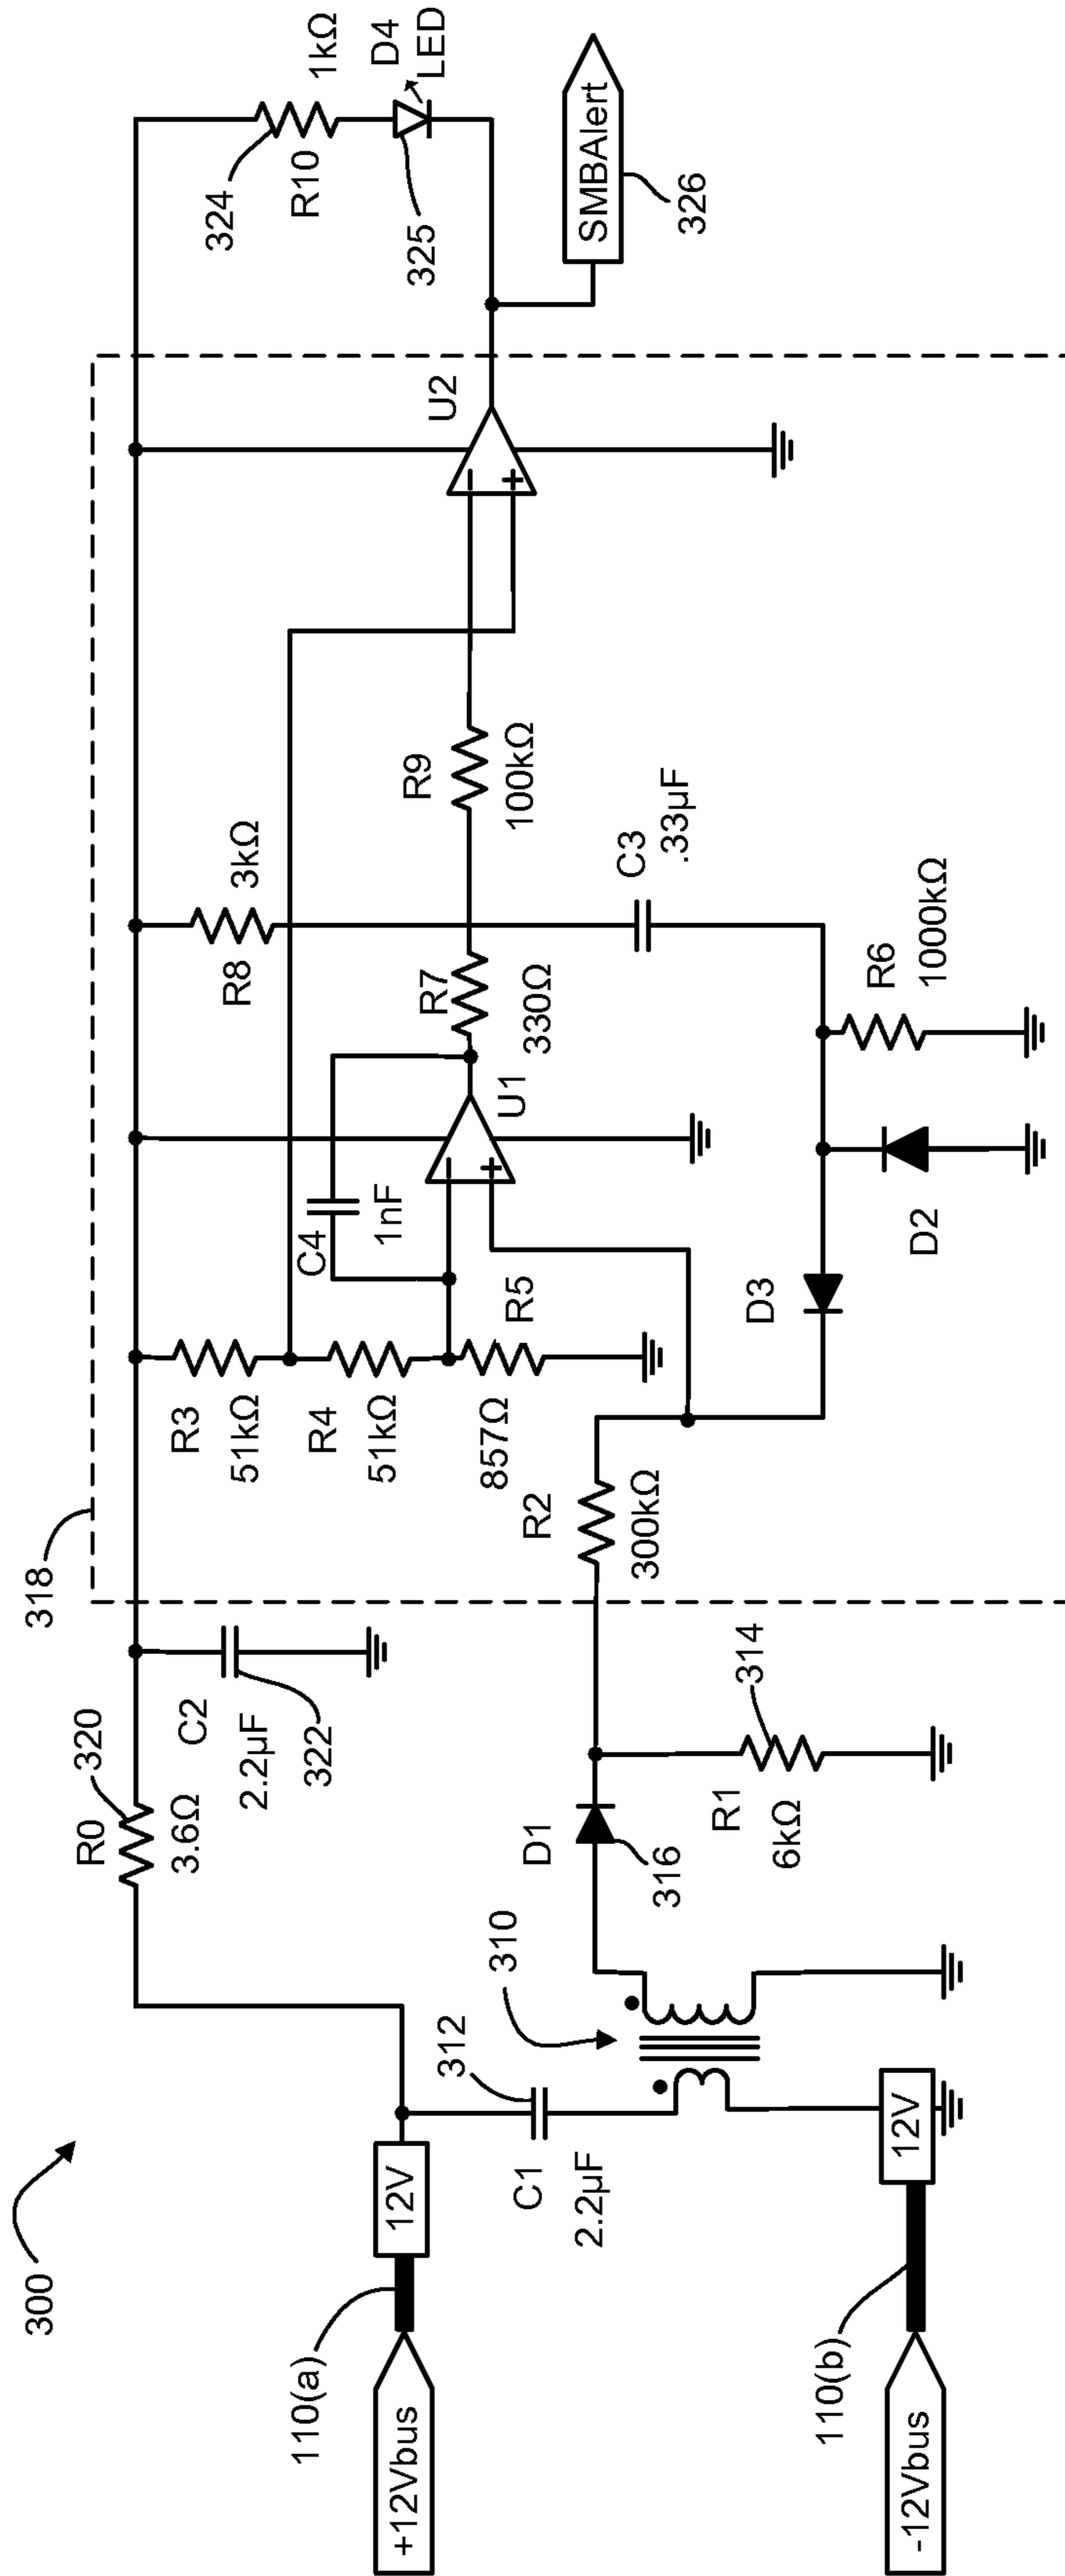 300
+12Vbus
110(a)
12V
-12Vbus
110(b)
12V
C1
2.2µF
312
310
R0
320
3.6Ω
C2
2.2µF
322
D1
316
R1
6kΩ
314
318
R2
300kΩ
R3
51kΩ
R4
51kΩ
R5
857Ω
C4
1nF
−
+
U1
R7
330Ω
D3
D2
R6
1000kΩ
R8
3kΩ
C3
.33µF
R9
100kΩ
−
+
U2
324
R10
1kΩ
325
D4
LED
SMBAlert
326